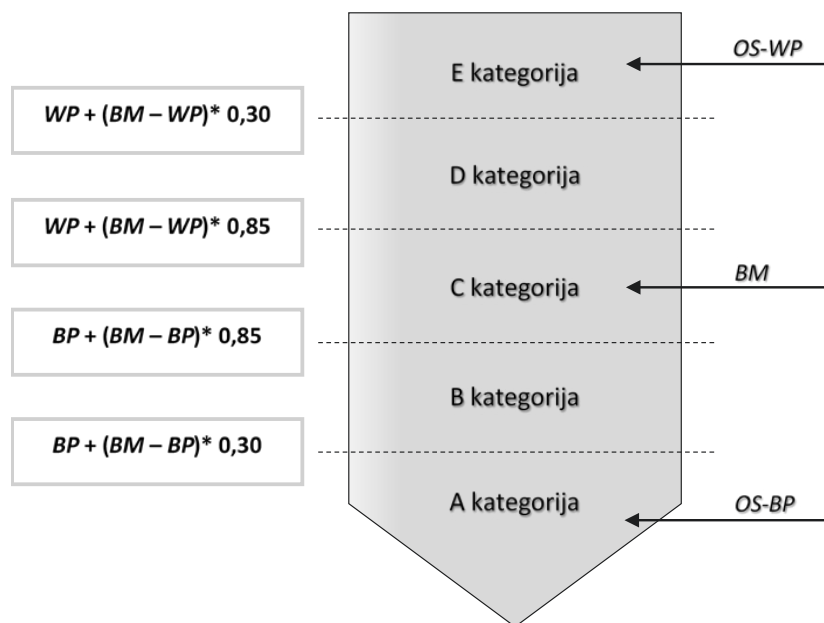 E kategorija
OS-WP
WP + (BM – WP)* 0,30
D kategorija
WP + (BM – WP)* 0,85
C kategorija
BM
BP + (BM – BP)* 0,85
B kategorija
BP + (BM – BP)* 0,30
A kategorija
OS-BP